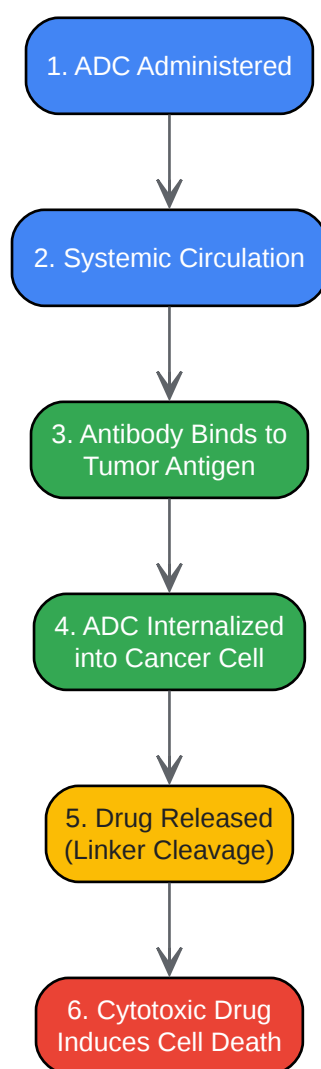 1. ADC Administered
2. Systemic Circulation
3. Antibody Binds to
Tumor Antigen
4. ADC Internalized
into Cancer Cell
5. Drug Released
(Linker Cleavage)
6. Cytotoxic Drug
Induces Cell Death